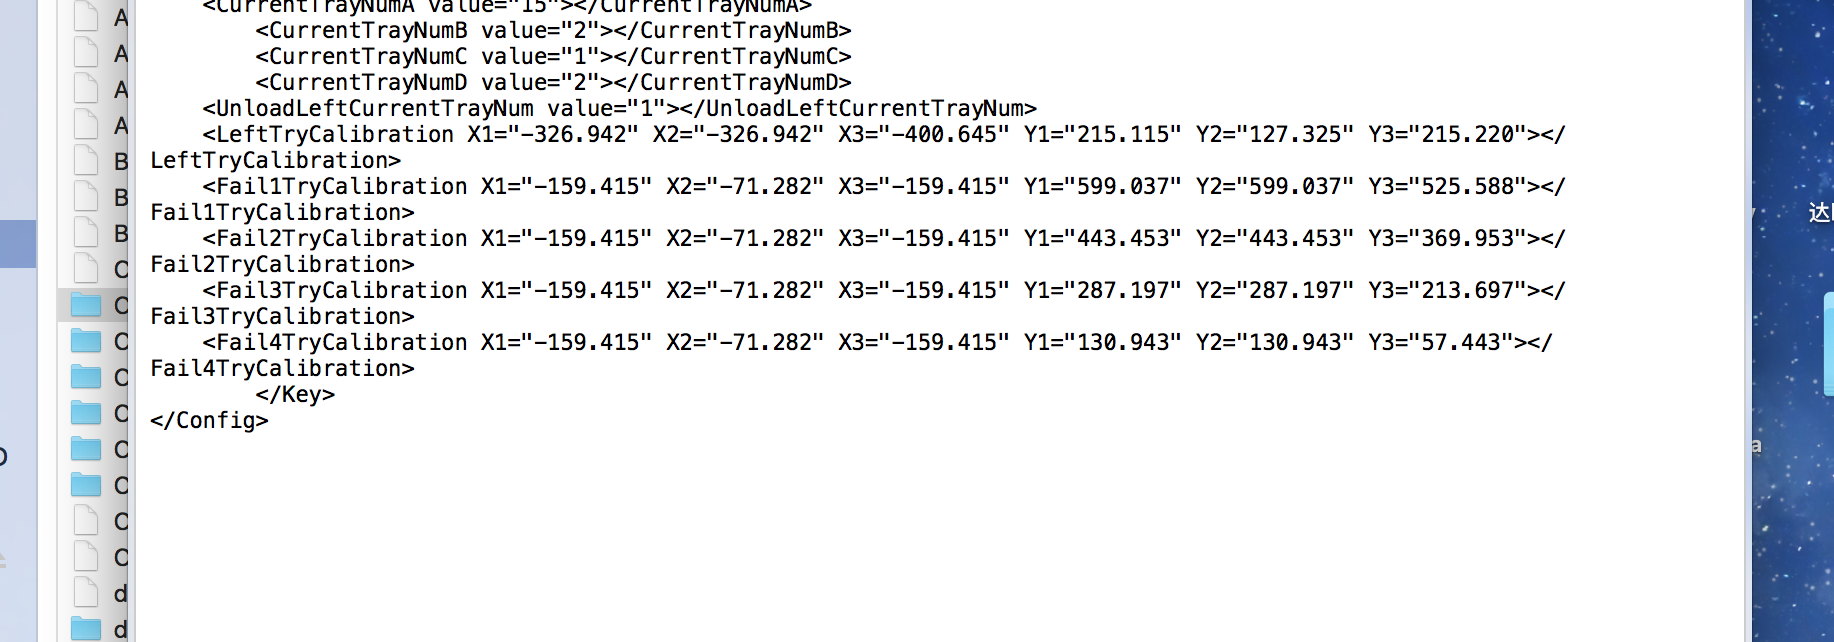 <CurrentTrayNumA value="15"></CurrentTrayNumA>
<CurrentTrayNumB value="2"></CurrentTrayNumB>
<CurrentTrayNumC value="1"></CurrentTrayNumC>
<CurrentTrayNumD value="2"></CurrentTrayNumD>
<UnloadLeftCurrentTrayNum value="1"></UnloadLeftCurrentTrayNum>
<LeftTryCalibration X1="-326.942" X2="-326.942" X3="-400.645" Y1="215.115" Y2="127.325" Y3="215.220"></
LeftTryCalibration>
<Fail1TryCalibration X1="-159.415" X2="-71.282" X3="-159.415" Y1="599.037" Y2="599.037" Y3="525.588"></
Fail1TryCalibration>
<Fail2TryCalibration X1="-159.415" X2="-71.282" X3="-159.415" Y1="443.453" Y2="443.453" Y3="369.953"></
Fail2TryCalibration>
<Fail3TryCalibration X1="-159.415" X2="-71.282" X3="-159.415" Y1="287.197" Y2="287.197" Y3="213.697"></
Fail3TryCalibration>
<Fail4TryCalibration X1="-159.415" X2="-71.282" X3="-159.415" Y1="130.943" Y2="130.943" Y3="57.443"></
Fail4TryCalibration>
</Key>
</Config>
A
A
A
A
B
B
B
C
C
C
C
C
C
C
C
C
d
d
达
a